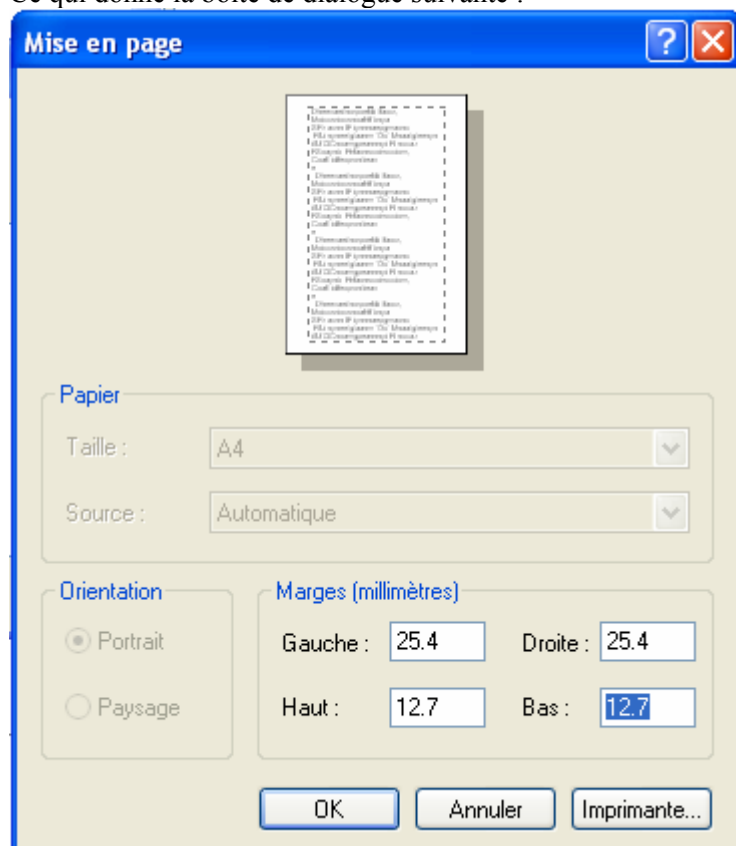 Ce qui donne la boîte de dialogue suivante :
Mise en page
Papier
Taille :
A4
Source :
Automatique
Orientation
Portrait
Paysage
Marges (millimètres)
Gauche : 25.4 Droite : 25.4
Haut : 12.7 Bas : 12.7
OK Annuler Imprimante...